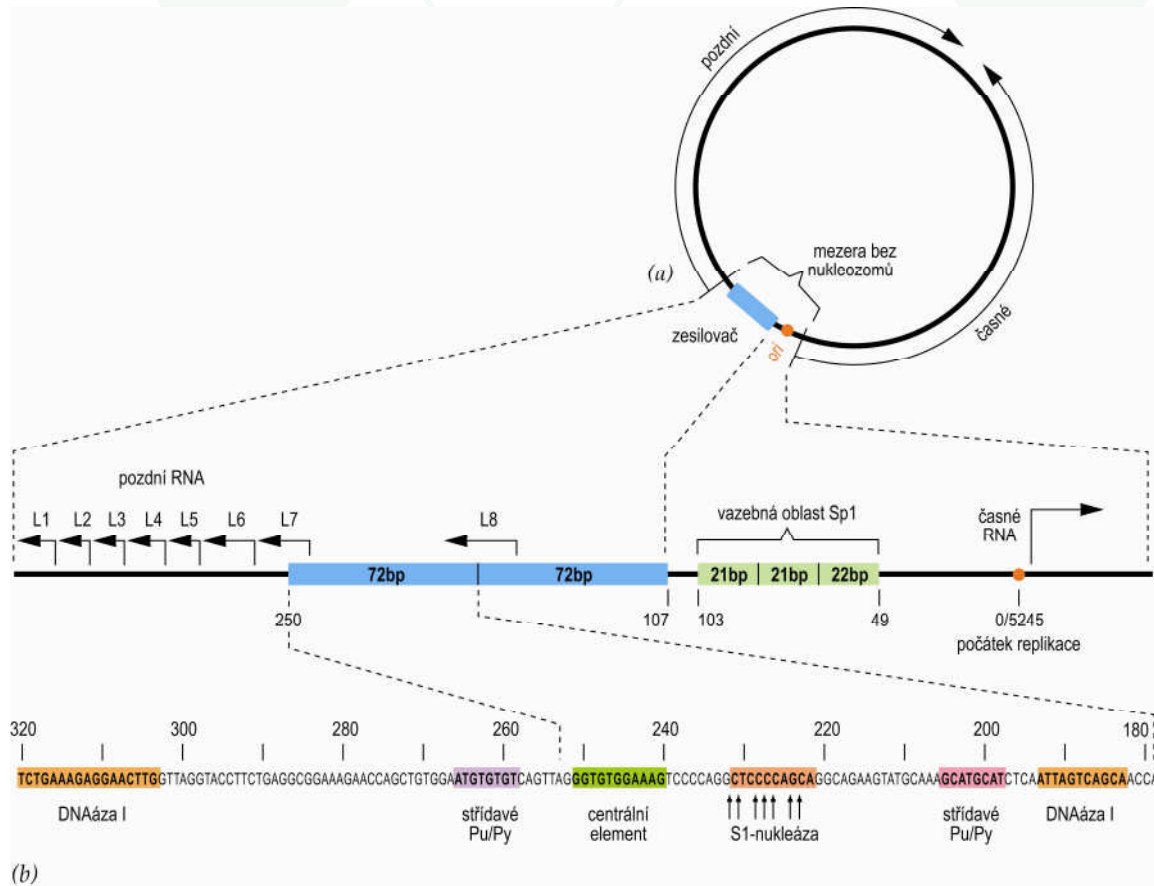 pozdní
mezera bez
nukleozomů
(a)
zesilovač
ori
časné
pozdní RNA
L1 L2 L3 L4 L5 L6 L7 L8
vazebná oblast Sp1
časné
RNA
72bp 72bp 21bp 21bp 22bp
250 107 103 49 0/5245
počátek replikace
320 300 280 260 240 220 200 180
TCTGAAAGAGGAACTTGGTTAGGTACCTTCTGAGGCGGAAAGAACCAGCTGTGGAATGTGTGTCAGTTAGGGTGTGGAAAGTCCCCAGGCTCCCCAGCAGGCAGAAGTATGCAAAGCATGCATCTCAAATTAGTCAGCAACCA
DNAáza I střídavé centrální S1-nukleáza střídavé DNAáza I
Pu/Py element Pu/Py
(b)